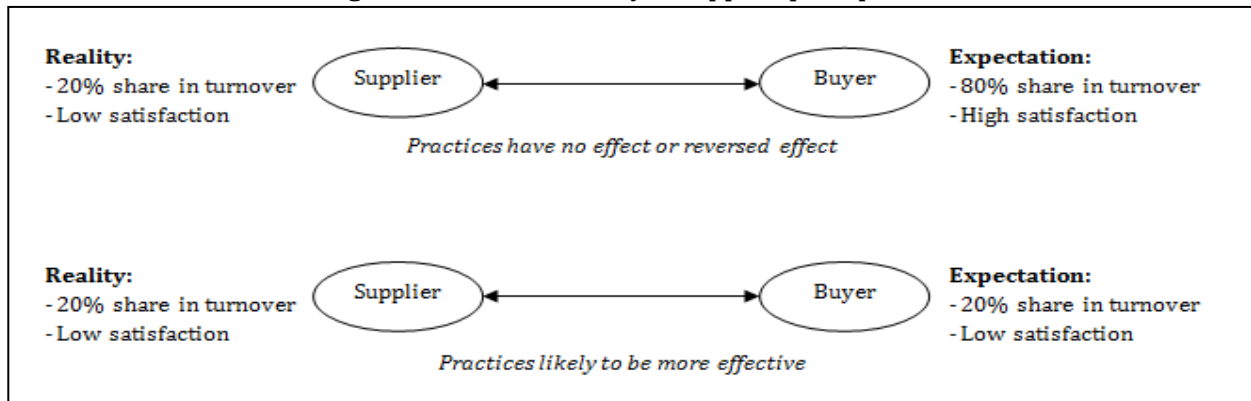 Reality:
-20% share in turnover
-Low satisfaction
Supplier
Buyer
Expectation:
-80% share in turnover
-High satisfaction
Practices have no effect or reversed effect
Reality:
-20% share in turnover
-Low satisfaction
Supplier
Buyer
Expectation:
-20% share in turnover
-Low satisfaction
Practices likely to be more effective